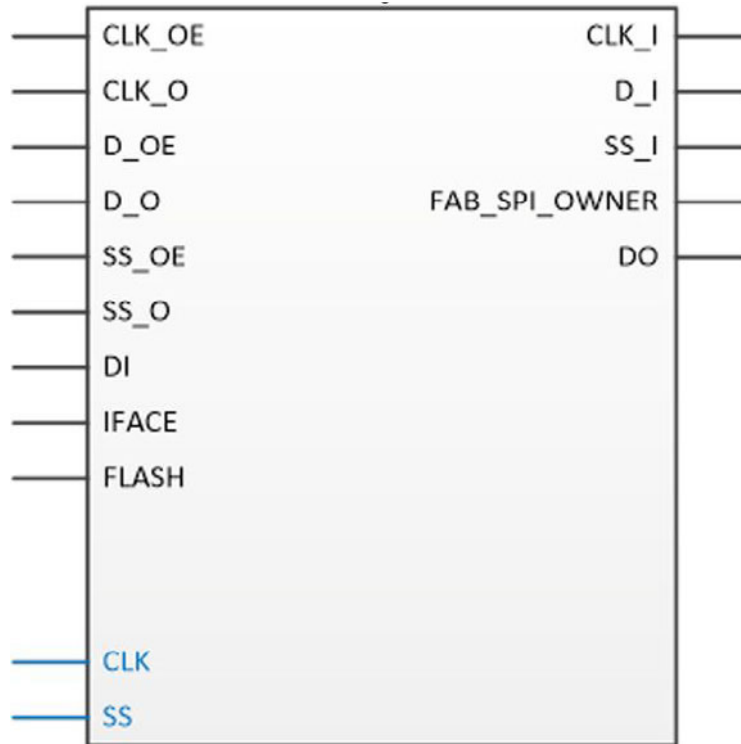 CLK_OE CLK_I
CLK_O D_I
D_OE SS_I
D_O FAB_SPI_OWNER
SS_OE DO
SS_O
DI
IFACE
FLASH
CLK
SS